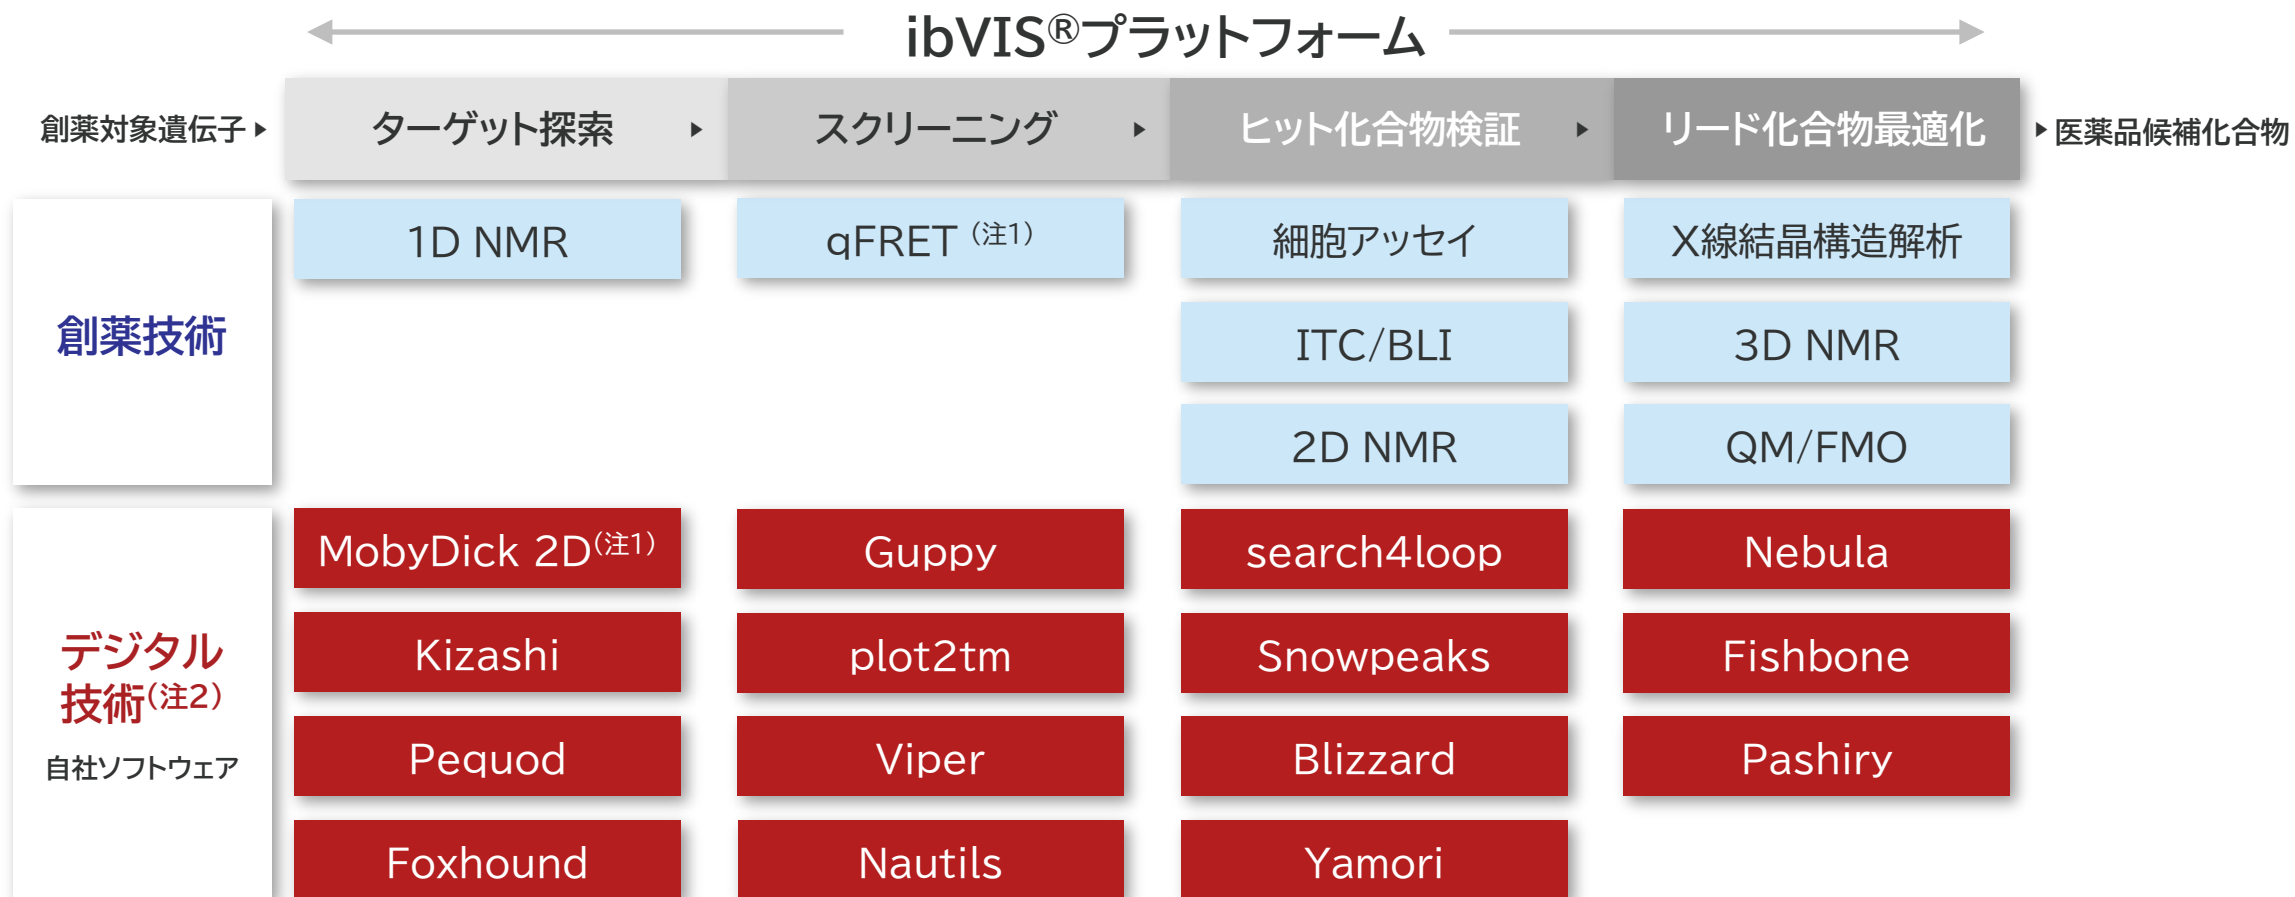 ibVIS®プラットフォーム
創薬対象遺伝子 ▶ ターゲット探索 ▶ スクリーニング ▶ ヒット化合物検証 ▶ リード化合物最適化 ▶ 医薬品候補化合物
創薬技術
1D NMR
qFRET (注1)
細胞アッセイ
X線結晶構造解析
ITC/BLI
3D NMR
2D NMR
QM/FMO
デジタル
技術(注2)
自社ソフトウェア
MobyDick 2D(注1)
Guppy
search4loop
Nebula
Kizashi
plot2tm
Snowpeaks
Fishbone
Pequod
Viper
Blizzard
Pashiry
Foxhound
Nautils
Yamori